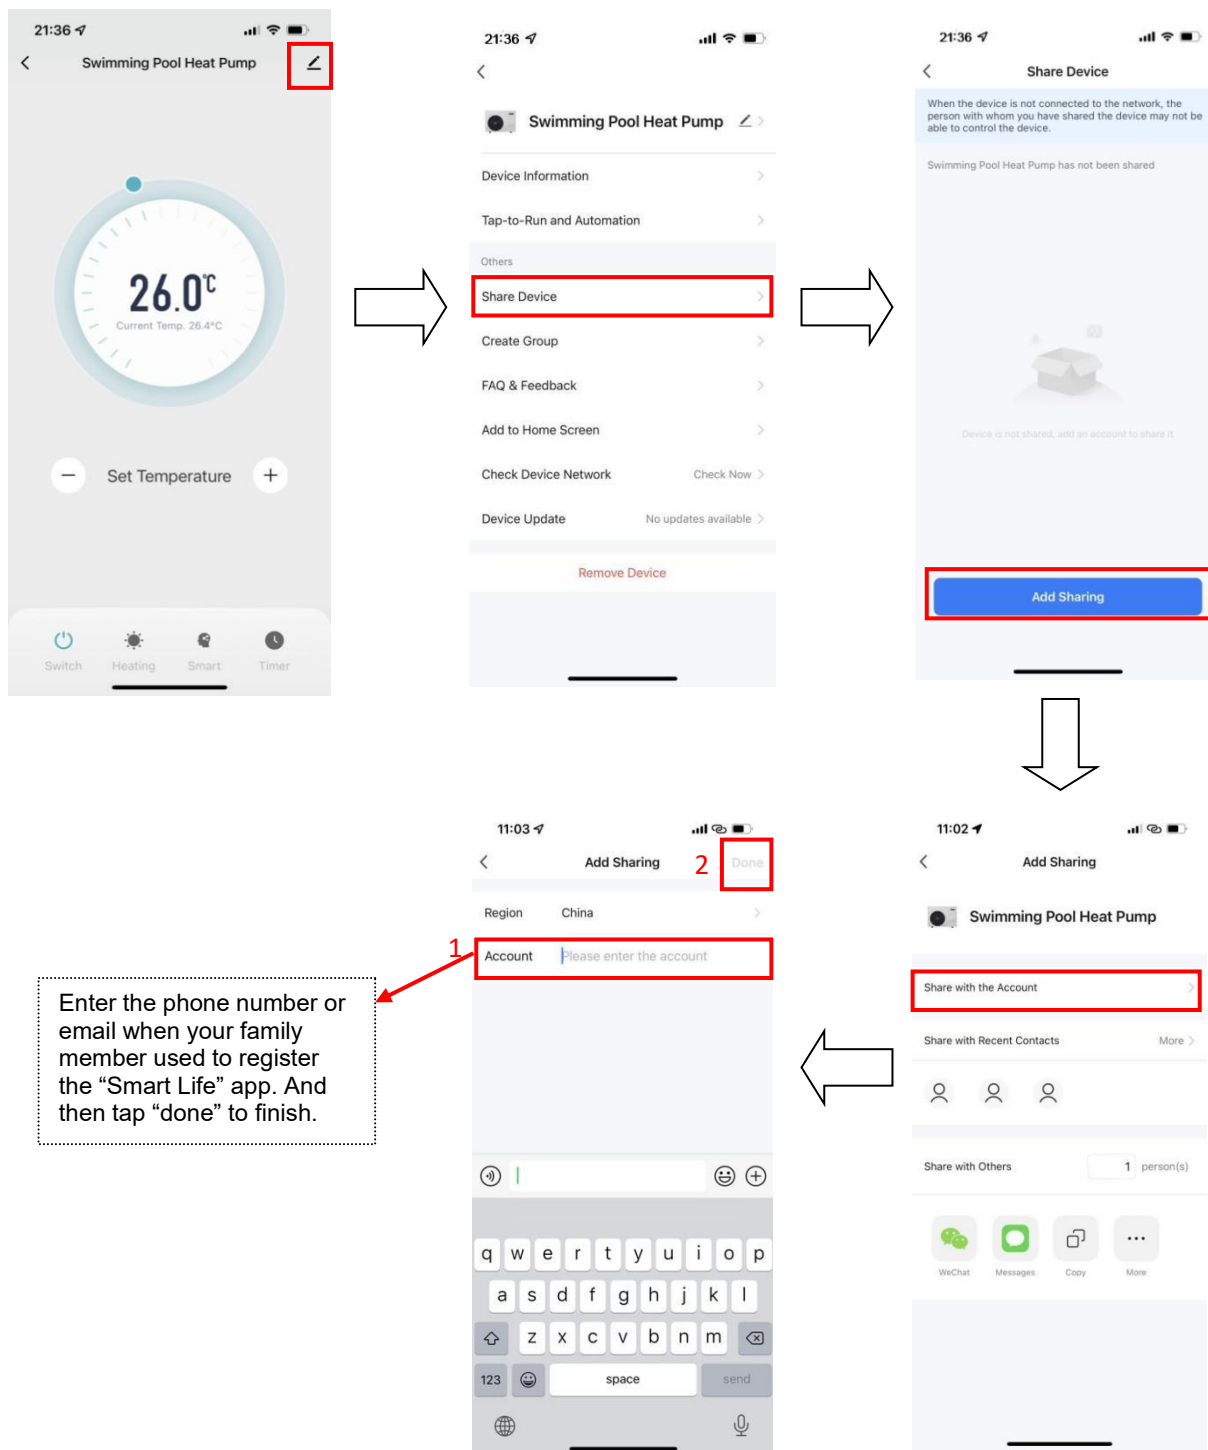 21:36
Swimming Pool Heat Pump
26.0°C
Current Temp. 26.4°C
− Set Temperature +
Switch Heating Smart Timer
21:36
Swimming Pool Heat Pump
Device Information
Tap-to-Run and Automation
Others
Share Device
Create Group
FAQ & Feedback
Add to Home Screen
Check Device Network Check Now
Device Update No updates available
Remove Device
21:36
Share Device
When the device is not connected to the network, the
person with whom you have shared the device may not be
able to control the device.
Swimming Pool Heat Pump has not been shared
Device is not shared, add an account to share it
Add Sharing
11:02
Add Sharing
Swimming Pool Heat Pump
Share with the Account
Share with Recent Contacts More
Share with Others 1 person(s)
WeChat Messages Copy More
11:03
Add Sharing 2 Done
Region China
1 Account Please enter the account
q w e r t y u i o p
a s d f g h j k l
z x c v b n m
123 space send
Enter the phone number or
email when your family
member used to register
the “Smart Life” app. And
then tap “done” to finish.